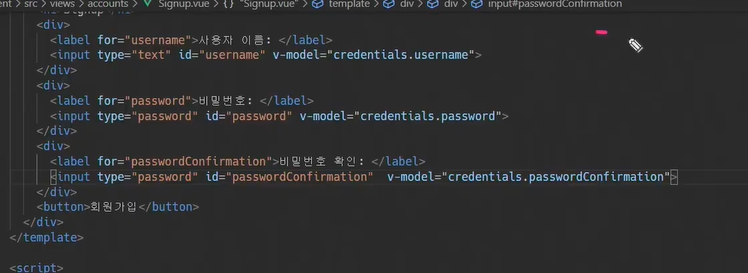 src > views > accounts > Signup.vue > {} "Signup.vue" > template > div > div > input#passwordConfirmation
<div>
<label for="username">사용자 이름: </label>
<input type="text" id="username" v-model="credentials.username">
</div>
<div>
<label for="password">비밀번호: </label>
<input type="password" id="password" v-model="credentials.password">
</div>
<div>
<label for="passwordConfirmation">비밀번호 확인: </label>
<input type="password" id="passwordConfirmation"  v-model="credentials.passwordConfirmation">
</div>
<button>회원가입</button>
</div>
</template>
<script>